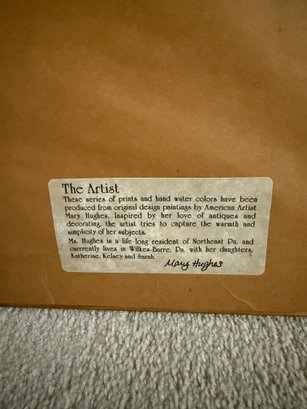 The Artist
These series of prints and hand water colors have been
produced from original design paintings by American Artist
Mary Hughes. Inspired by her love of antiques and
decorating, the artist tries to capture the warmth and
simplicity of her subjects.
Ms. Hughes is a life long resident of Northeast Pa. and
currently lives in Wilkes-Barre, Pa. with her daughters,
Katherine, Kelsey and Sarah.
Mary Hughes